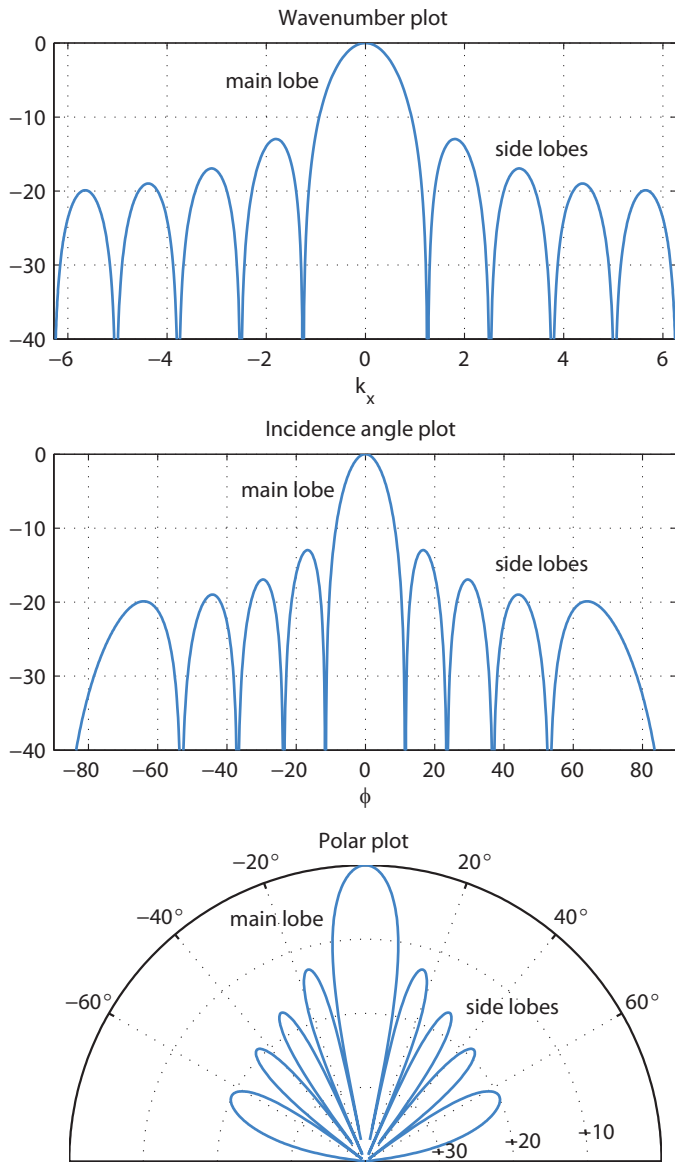 Wavenumber plot
0
−10
−20
−30
−40
main lobe
side lobes
−6 −4 −2 0 2 4 6
k_x
Incidence angle plot
0
−10
−20
−30
−40
main lobe
side lobes
−80 −60 −40 −20 0 20 40 60 80
ϕ
Polar plot
−20° 20°
−40° 40°
−60° 60°
main lobe
side lobes
−30 −20 −10